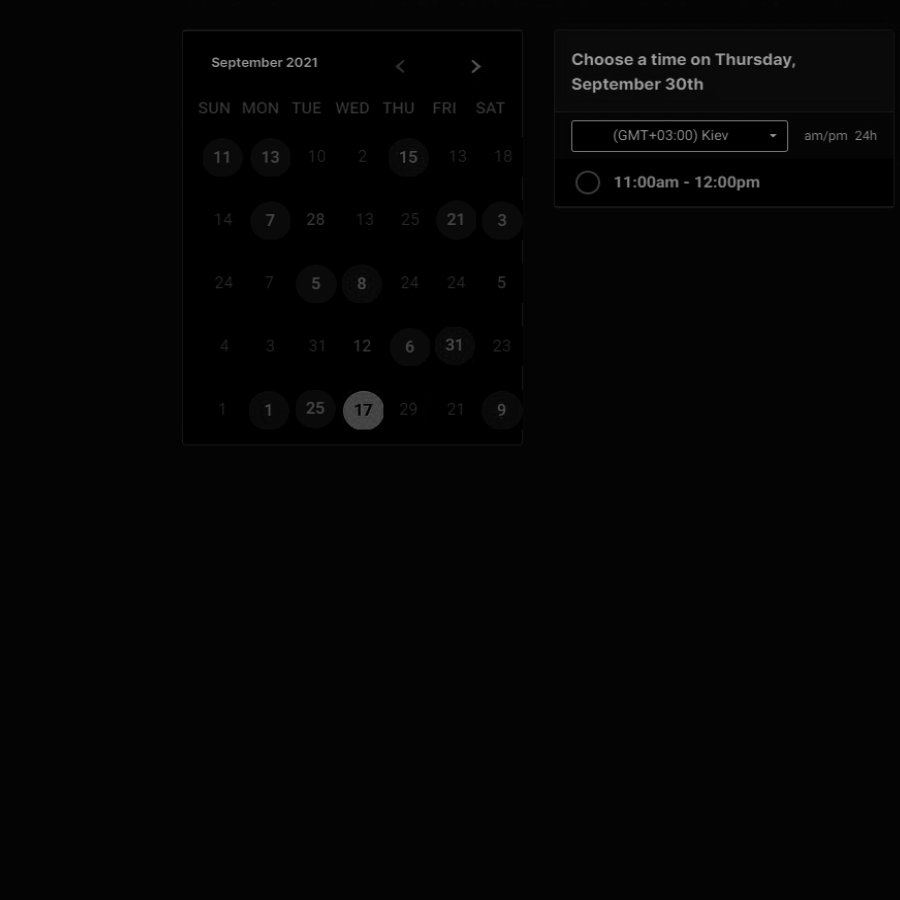 September 2021 < >
SUN MON TUE WED THU FRI SAT
11 13 10 2 15 13 18
14 7 28 13 25 21 3
24 7 5 8 24 24 5
4 3 31 12 6 31 23
1 1 25 17 29 21 9
Choose a time on Thursday,
September 30th
(GMT+03:00) Kiev am/pm 24h
11:00am - 12:00pm